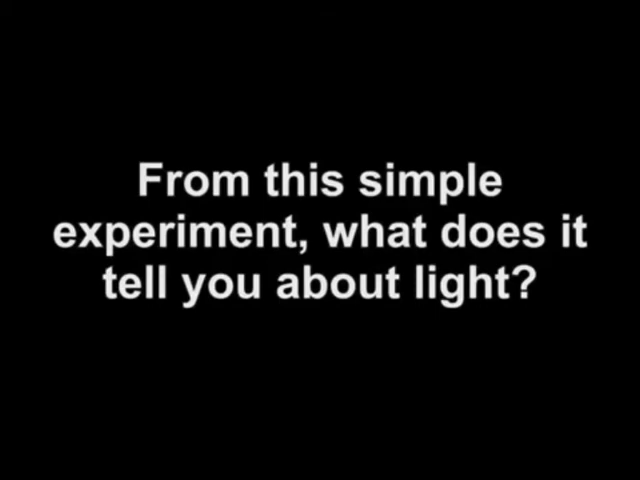 From this simple
experiment, what does it
tell you about light?